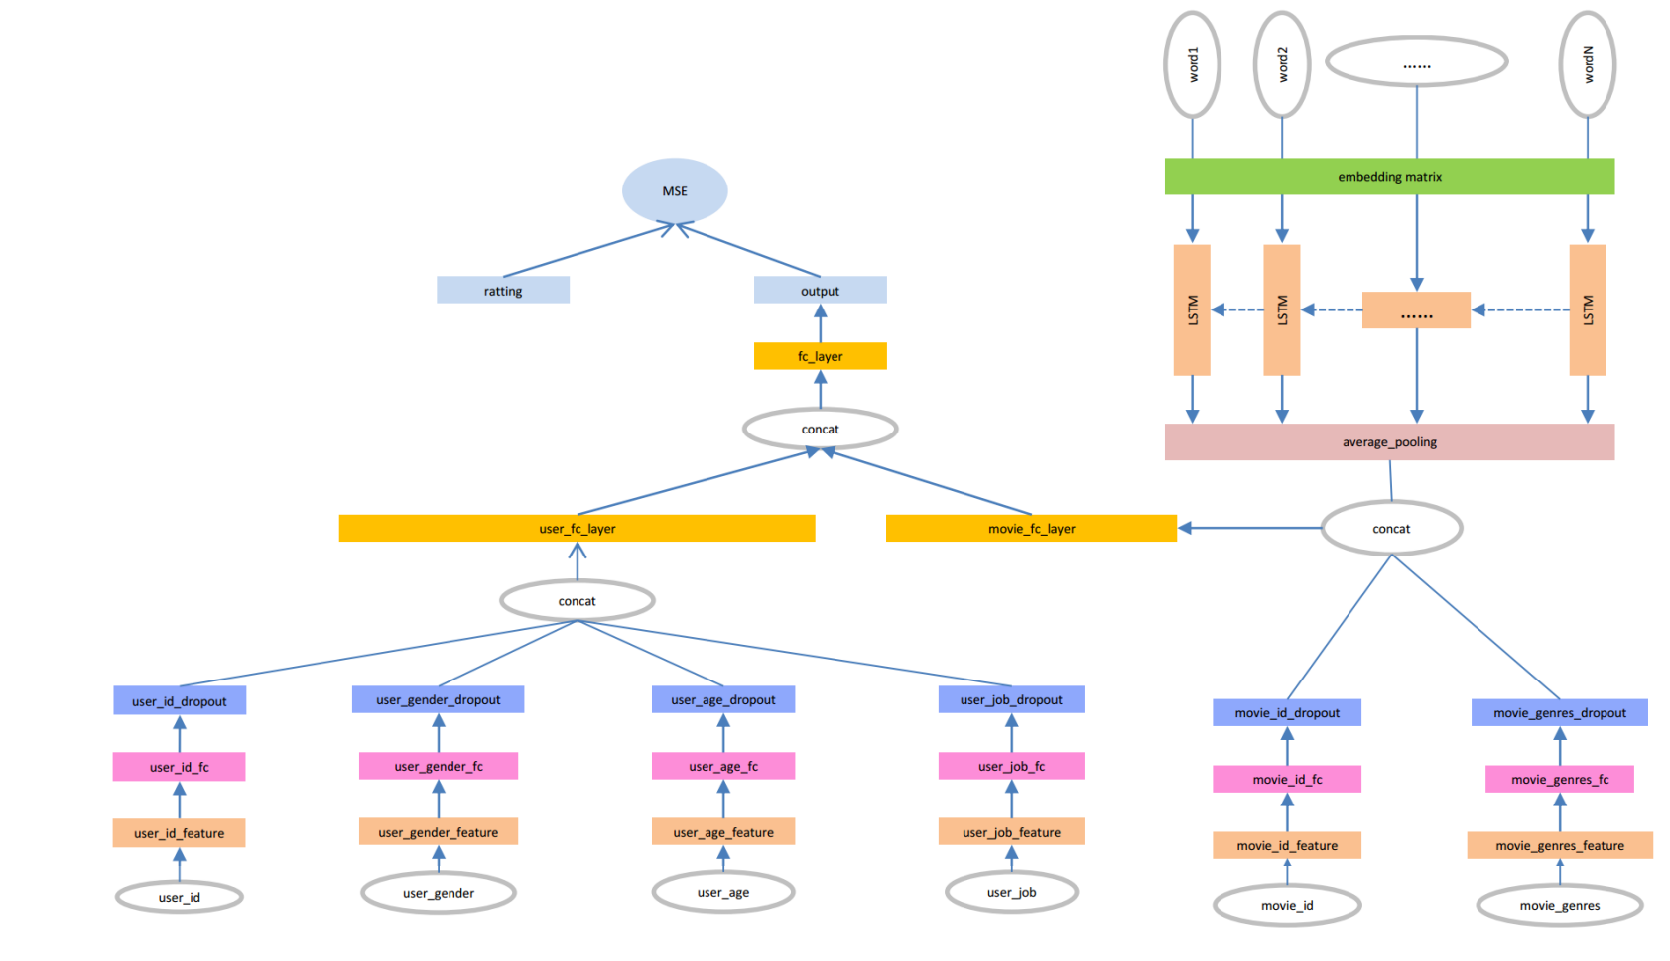 word1
word2
......
wordN
embedding matrix
MSE
ratting
output
LSTM
LSTM
......
LSTM
fc_layer
concat
average_pooling
user_fc_layer
movie_fc_layer
concat
concat
user_id_dropout
user_gender_dropout
user_age_dropout
user_job_dropout
movie_id_dropout
movie_genres_dropout
user_id_fc
user_gender_fc
user_age_fc
user_job_fc
movie_id_fc
movie_genres_fc
user_id_feature
user_gender_feature
user_age_feature
user_job_feature
movie_id_feature
movie_genres_feature
user_id
user_gender
user_age
user_job
movie_id
movie_genres